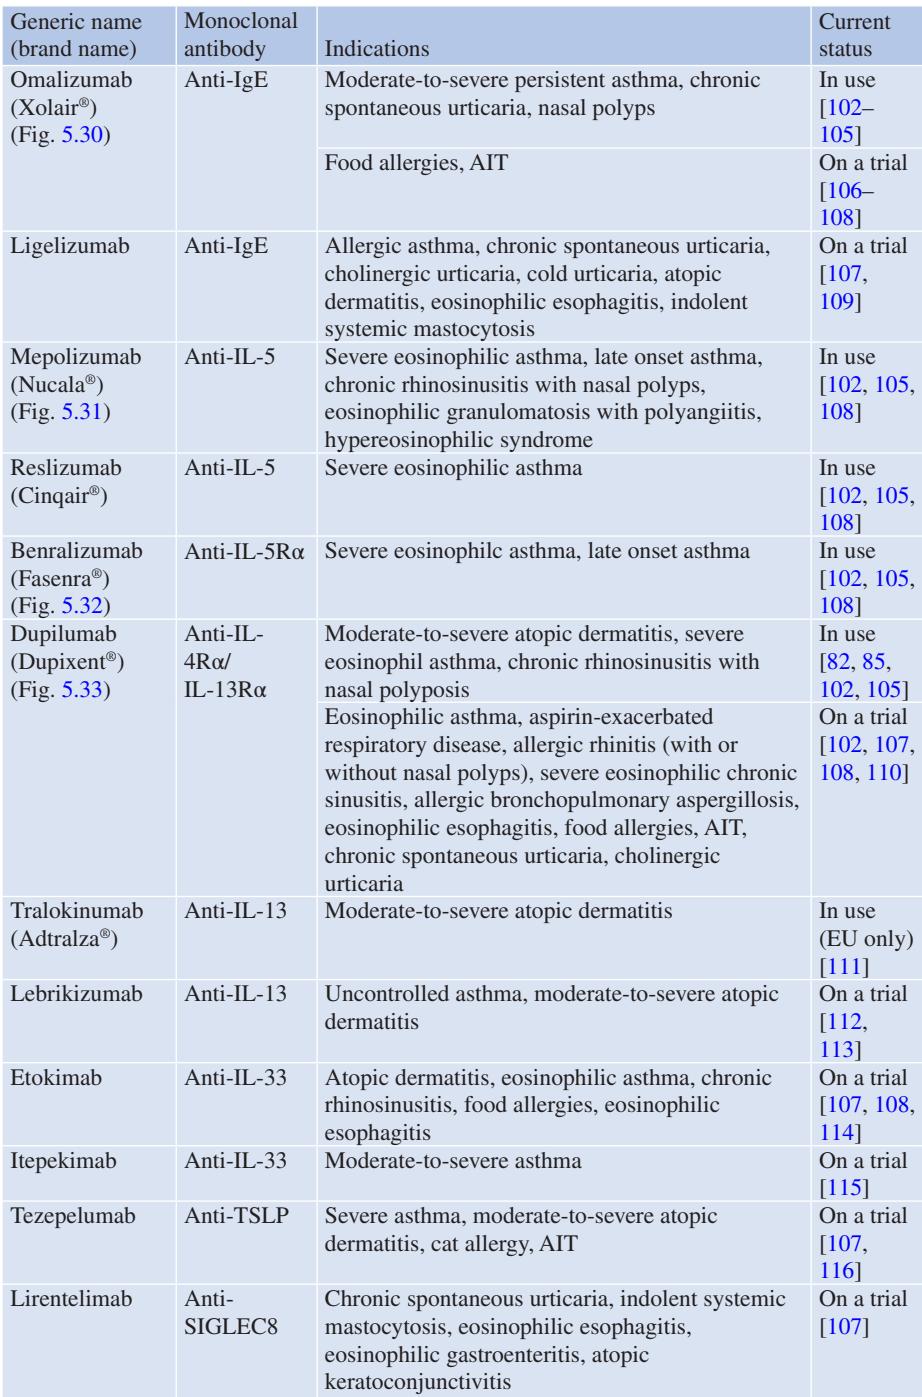 Generic name (brand name) | Monoclonal antibody | Indications | Current status
Omalizumab (Xolair®) (Fig. 5.30) | Anti-IgE | Moderate-to-severe persistent asthma, chronic spontaneous urticaria, nasal polyps | In use [102–105]
Food allergies, AIT | On a trial [106–108]
Ligelizumab | Anti-IgE | Allergic asthma, chronic spontaneous urticaria, cholinergic urticaria, cold urticaria, atopic dermatitis, eosinophilic esophagitis, indolent systemic mastocytosis | On a trial [107, 109]
Mepolizumab (Nucala®) (Fig. 5.31) | Anti-IL-5 | Severe eosinophilic asthma, late onset asthma, chronic rhinosinusitis with nasal polyps, eosinophilic granulomatosis with polyangiitis, hypereosinophilic syndrome | In use [102, 105, 108]
Reslizumab (Cinqair®) | Anti-IL-5 | Severe eosinophilic asthma | In use [102, 105, 108]
Benralizumab (Fasenra®) (Fig. 5.32) | Anti-IL-5Rα | Severe eosinophilc asthma, late onset asthma | In use [102, 105, 108]
Dupilumab (Dupixent®) (Fig. 5.33) | Anti-IL-4Rα/IL-13Rα | Moderate-to-severe atopic dermatitis, severe eosinophil asthma, chronic rhinosinusitis with nasal polyposis | In use [82, 85, 102, 105]
Eosinophilic asthma, aspirin-exacerbated respiratory disease, allergic rhinitis (with or without nasal polyps), severe eosinophilic chronic sinusitis, allergic bronchopulmonary aspergillosis, eosinophilic esophagitis, food allergies, AIT, chronic spontaneous urticaria, cholinergic urticaria | On a trial [102, 107, 108, 110]
Tralokinumab (Adtralza®) | Anti-IL-13 | Moderate-to-severe atopic dermatitis | In use (EU only) [111]
Lebrikizumab | Anti-IL-13 | Uncontrolled asthma, moderate-to-severe atopic dermatitis | On a trial [112, 113]
Etokimab | Anti-IL-33 | Atopic dermatitis, eosinophilic asthma, chronic rhinosinusitis, food allergies, eosinophilic esophagitis | On a trial [107, 108, 114]
Itepekimab | Anti-IL-33 | Moderate-to-severe asthma | On a trial [115]
Tezepelumab | Anti-TSLP | Severe asthma, moderate-to-severe atopic dermatitis, cat allergy, AIT | On a trial [107, 116]
Lirentelimab | Anti-SIGLEC8 | Chronic spontaneous urticaria, indolent systemic mastocytosis, eosinophilic esophagitis, eosinophilic gastroenteritis, atopic keratoconjunctivitis | On a trial [107]